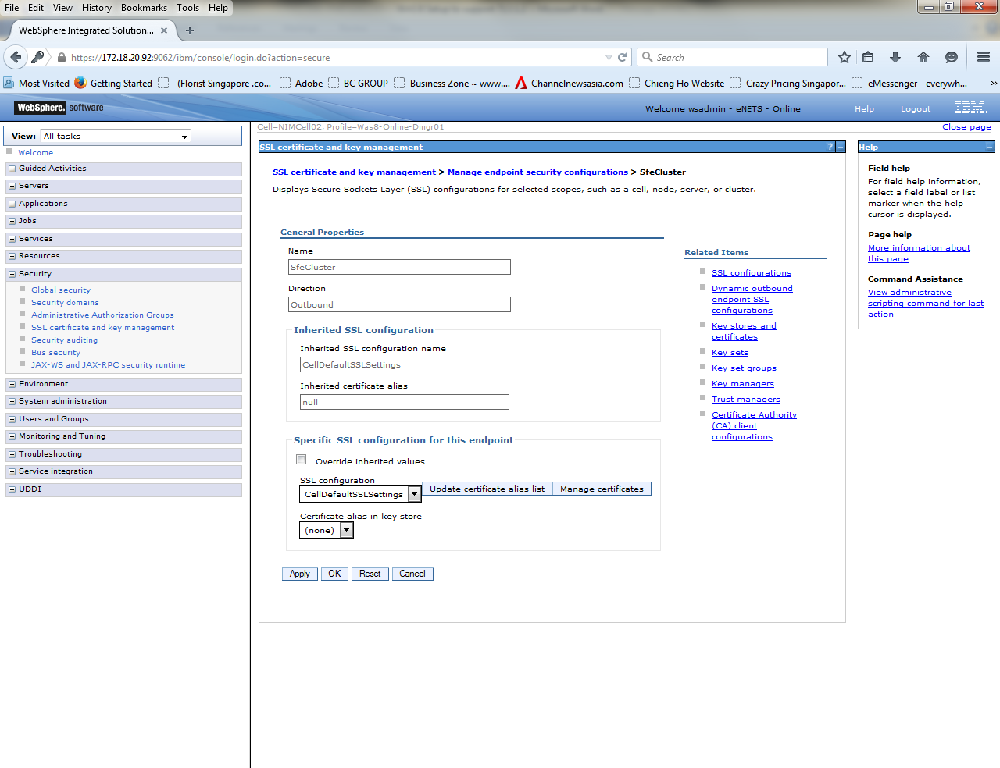 File Edit View History Bookmarks Tools Help
WebSphere Integrated Solution... × +
https://172.18.20.92:9062/ibm/console/login.do?action=secure
Search
Most Visited Getting Started (Florist Singapore .co... Adobe BC GROUP Business Zone ~ www.... Channelnewsasia.com Chieng Ho Website Crazy Pricing Singapor... eMessenger - everywh... »
WebSphere. software Welcome wsadmin - eNETS - Online Help | Logout IBM.
View: All tasks
Welcome
Guided Activities
Servers
Applications
Jobs
Services
Resources
Security
Global security
Security domains
Administrative Authorization Groups
SSL certificate and key management
Security auditing
Bus security
JAX-WS and JAX-RPC security runtime
Environment
System administration
Users and Groups
Monitoring and Tuning
Troubleshooting
Service integration
UDDI
Cell=NIMCell02, Profile=Was8-Online-Dmgr01 Close page
SSL certificate and key management ? –
SSL certificate and key management > Manage endpoint security configurations > SfeCluster
Displays Secure Sockets Layer (SSL) configurations for selected scopes, such as a cell, node, server, or cluster.
General Properties
Name
SfeCluster
Direction
Outbound
Inherited SSL configuration
Inherited SSL configuration name
CellDefaultSSLSettings
Inherited certificate alias
null
Specific SSL configuration for this endpoint
Override inherited values
SSL configuration
CellDefaultSSLSettings Update certificate alias list Manage certificates
Certificate alias in key store
(none)
Apply OK Reset Cancel
Related Items
SSL configurations
Dynamic outbound
endpoint SSL
configurations
Key stores and
certificates
Key sets
Key set groups
Key managers
Trust managers
Certificate Authority
(CA) client
configurations
Help –
Field help
For field help information,
select a field label or list
marker when the help
cursor is displayed.
Page help
More information about
this page
Command Assistance
View administrative
scripting command for last
action